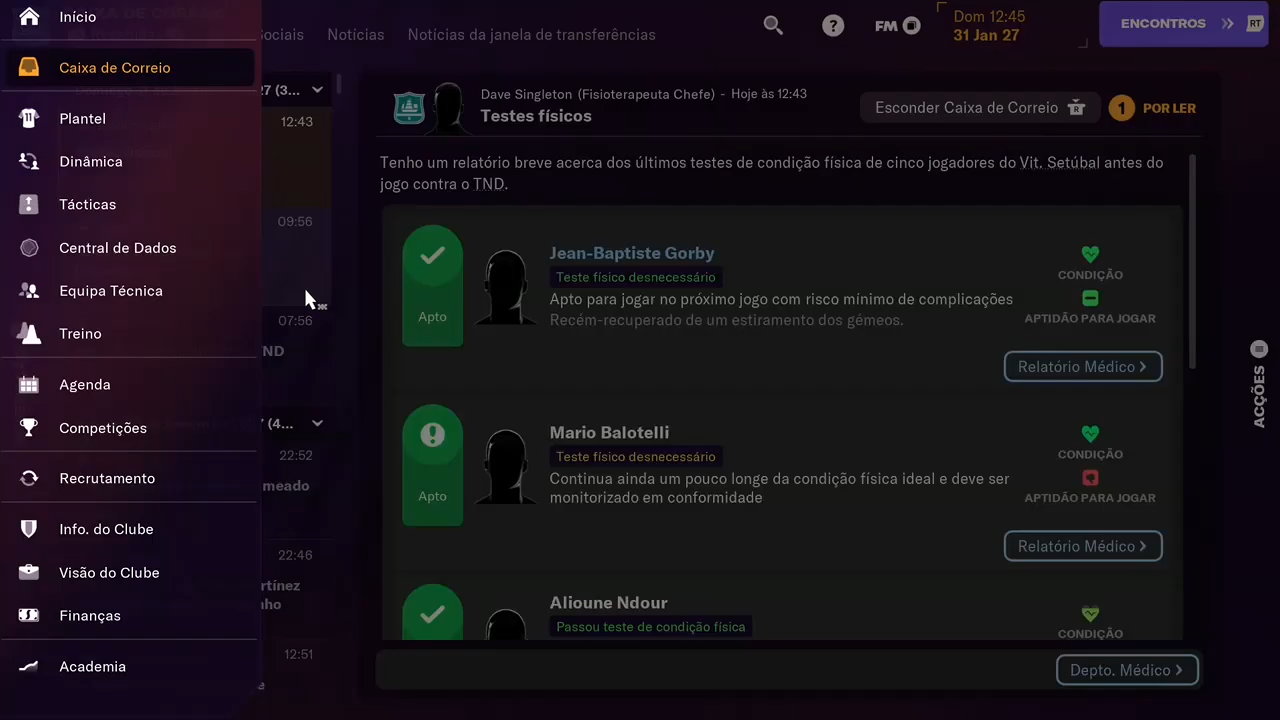 Início
Caixa de Correio
Plantel
Dinâmica
Tácticas
Central de Dados
Equipa Técnica
Treino
Agenda
Competições
Recrutamento
Info. do Clube
Visão do Clube
Finanças
Academia
ociais
Notícias
Notícias da janela de transferências
FM
Dom 12:45
31 Jan 27
ENCONTROS
RT
27 (3...
12:43
09:56
07:56
ND
7 (4...
22:52
meado
22:46
rtínez
ho
12:51
Dave Singleton (Fisioterapeuta Chefe) - Hoje às 12:43
Testes físicos
Esconder Caixa de Correio
R
1 POR LER
Tenho um relatório breve acerca dos últimos testes de condição física de cinco jogadores do Vit. Setúbal antes do
jogo contra o TND.
Apto
Jean-Baptiste Gorby
Teste físico desnecessário
Apto para jogar no próximo jogo com risco mínimo de complicações
Recém-recuperado de um estiramento dos gémeos.
CONDIÇÃO
APTIDÃO PARA JOGAR
Relatório Médico
Apto
Mario Balotelli
Teste físico desnecessário
Continua ainda um pouco longe da condição física ideal e deve ser
monitorizado em conformidade
CONDIÇÃO
APTIDÃO PARA JOGAR
Relatório Médico
Alioune Ndour
Passou teste de condição física
CONDIÇÃO
Depto. Médico
ACÇÕES